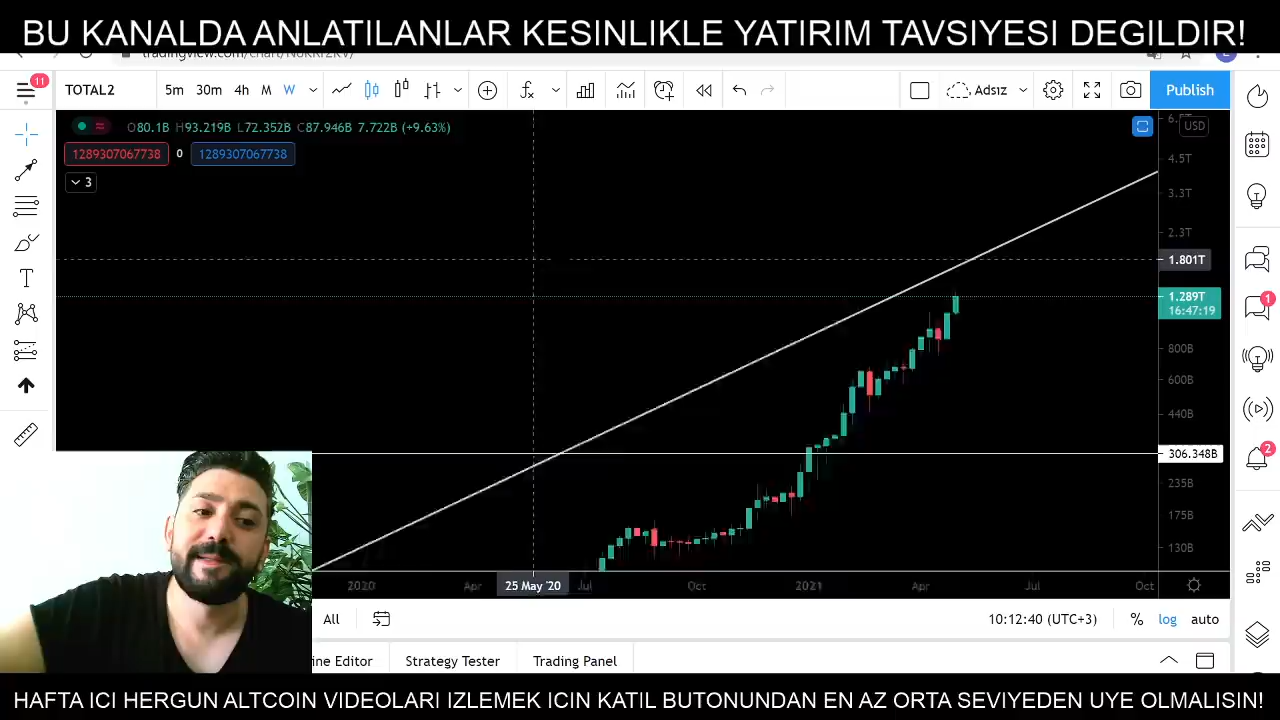 BU KANALDA ANLATILANLAR KESINLIKLE YATIRIM TAVSIYESI DEGILDIR!
11
TOTAL2
5m 30m 4h M W
Adsız
Publish
O80.1B H93.219B L72.352B C87.946B 7.722B (+9.63%)
USD
1289307067738 0 1289307067738
3
4.5T
3.3T
2.3T
1.801T
1.289T
16:47:19
1
800B
600B
440B
306.348B
2
235B
175B
130B
2020 Apr 25 May '20 Jul Oct 2021 Apr Jul Oct
All
10:12:40 (UTC+3) % log auto
ine Editor Strategy Tester Trading Panel
HAFTA ICI HERGUN ALTCOIN VIDEOLARI IZLEMEK ICIN KATIL BUTONUNDAN EN AZ ORTA SEVIYEDEN UYE OLMALISIN!